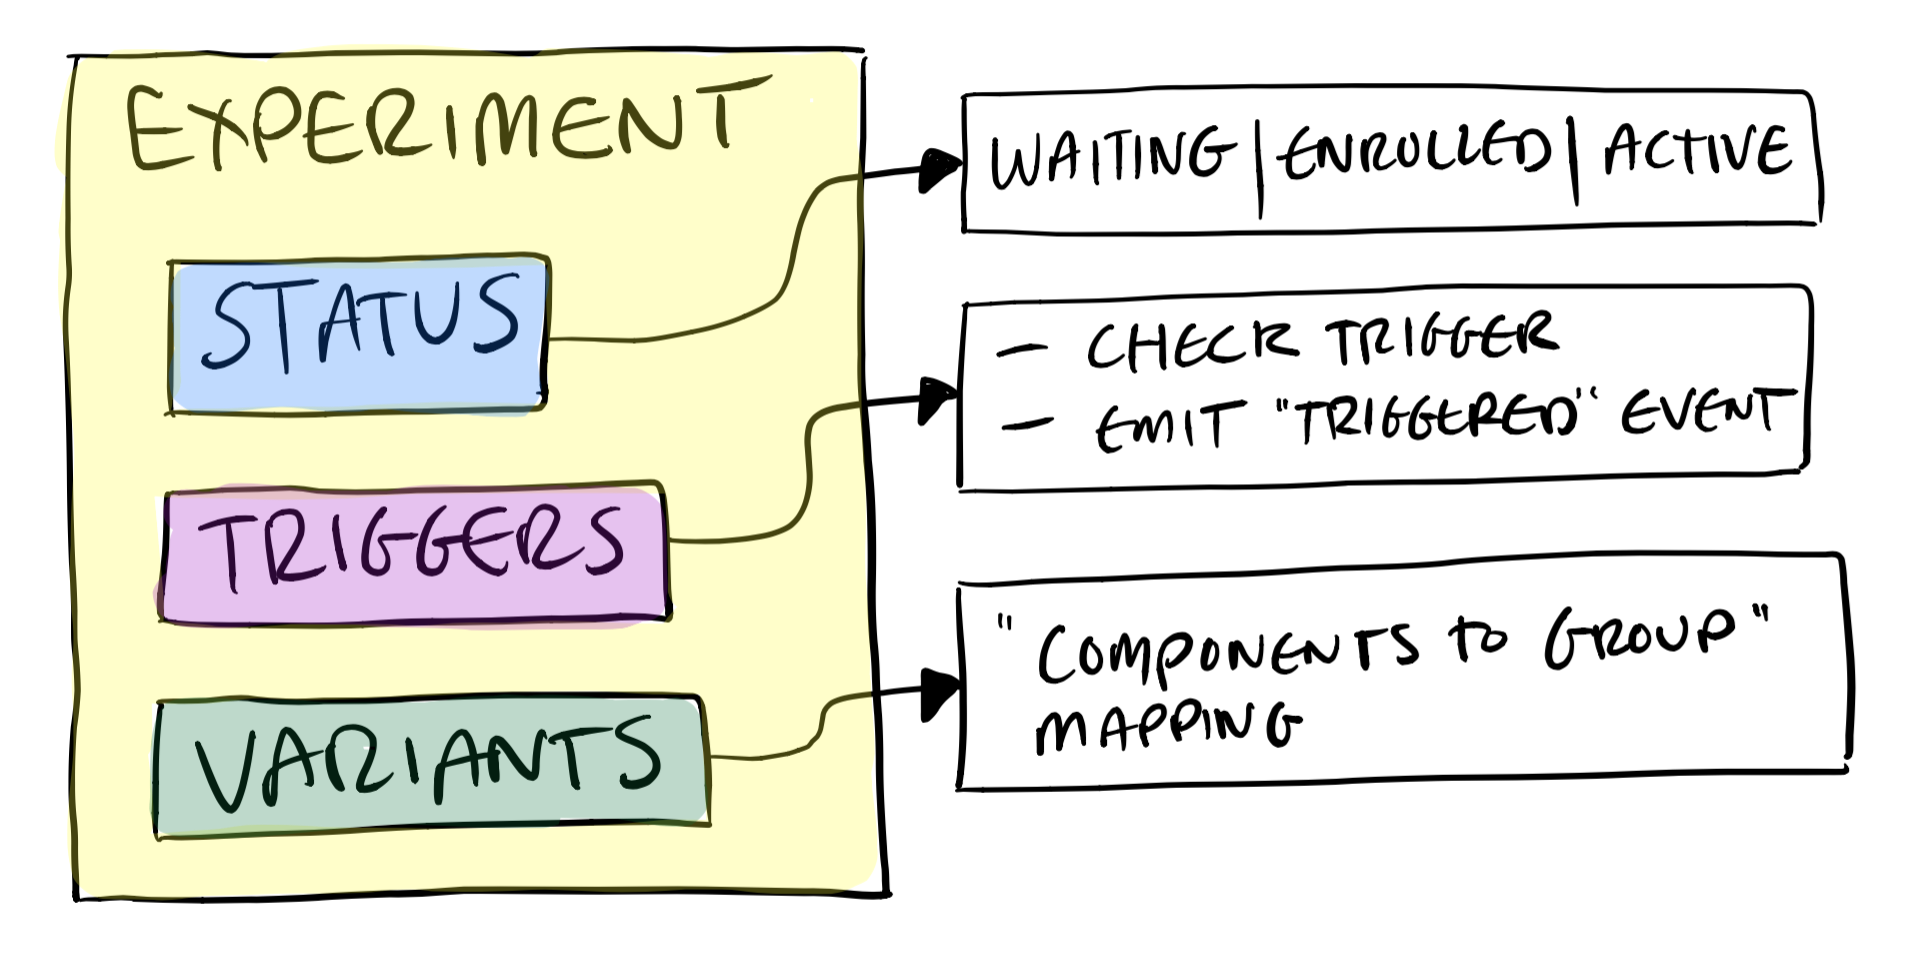 EXPERIMENT
WAITING | ENROLLED | ACTIVE
STATUS
- CHECK TRIGGER
- EMIT "TRIGGERED" EVENT
TRIGGERS
"COMPONENTS to GROUP"
MAPPING
VARIANTS